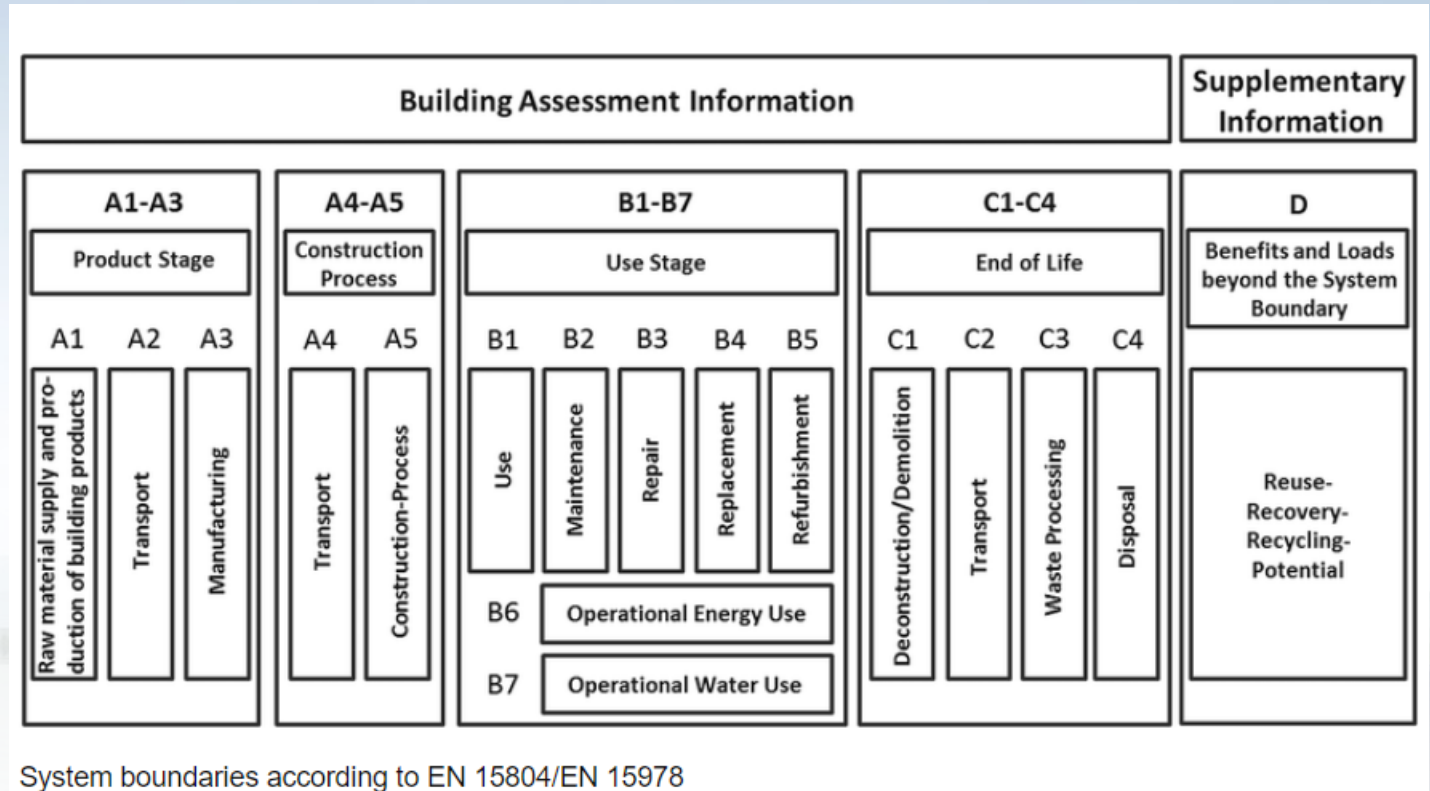 Building Assessment Information
Supplementary
Information
A1-A3
Product Stage
A1
A2
A3
Raw material supply and pro-
duction of building products
Transport
Manufacturing
A4-A5
Construction
Process
A4
A5
Transport
Construction-Process
B1-B7
Use Stage
B1
B2
B3
B4
B5
Use
Maintenance
Repair
Replacement
Refurbishment
B6
Operational Energy Use
B7
Operational Water Use
C1-C4
End of Life
C1
C2
C3
C4
Deconstruction/Demolition
Transport
Waste Processing
Disposal
D
Benefits and Loads
beyond the System
Boundary
Reuse-
Recovery-
Recycling-
Potential
System boundaries according to EN 15804/EN 15978